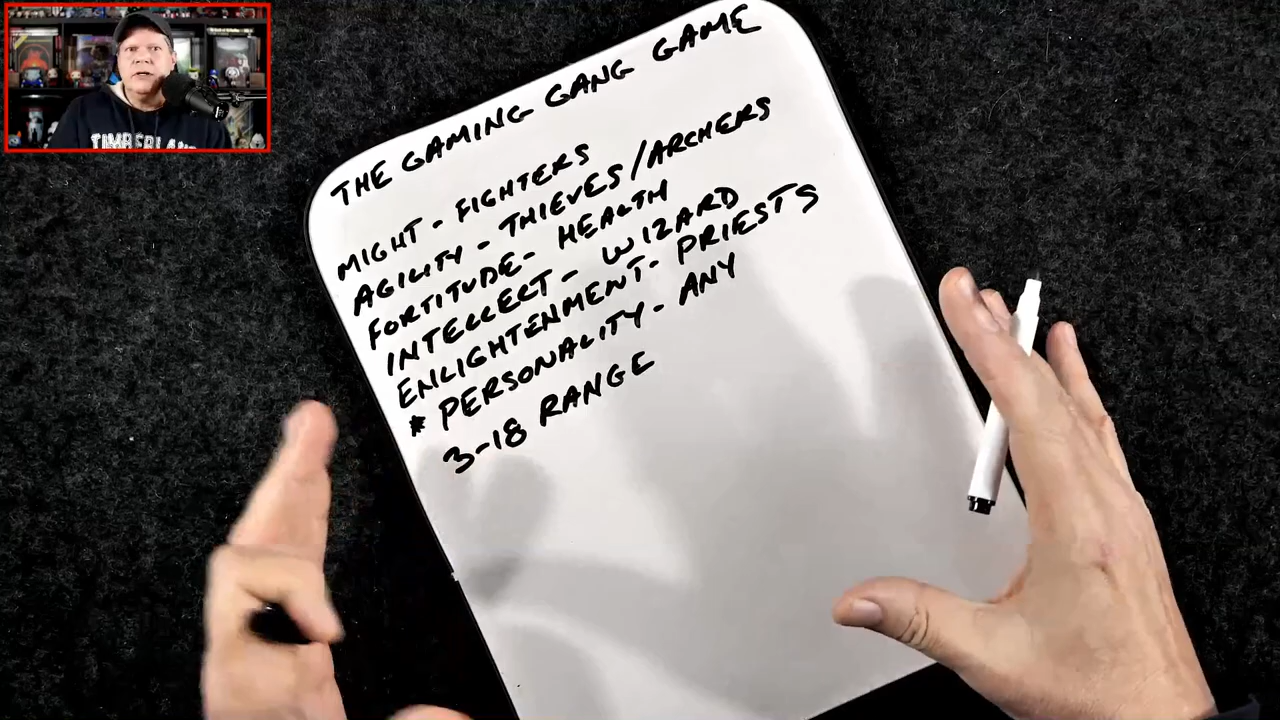 THE GAMING GANG GAME
MIGHT - FIGHTERS
AGILITY - THIEVES/ARCHERS
FORTITUDE - HEALTH
INTELLECT - WIZARD
ENLIGHTENMENT - PRIESTS
* PERSONALITY - ANY
3-18 RANGE
TIMBERLAND